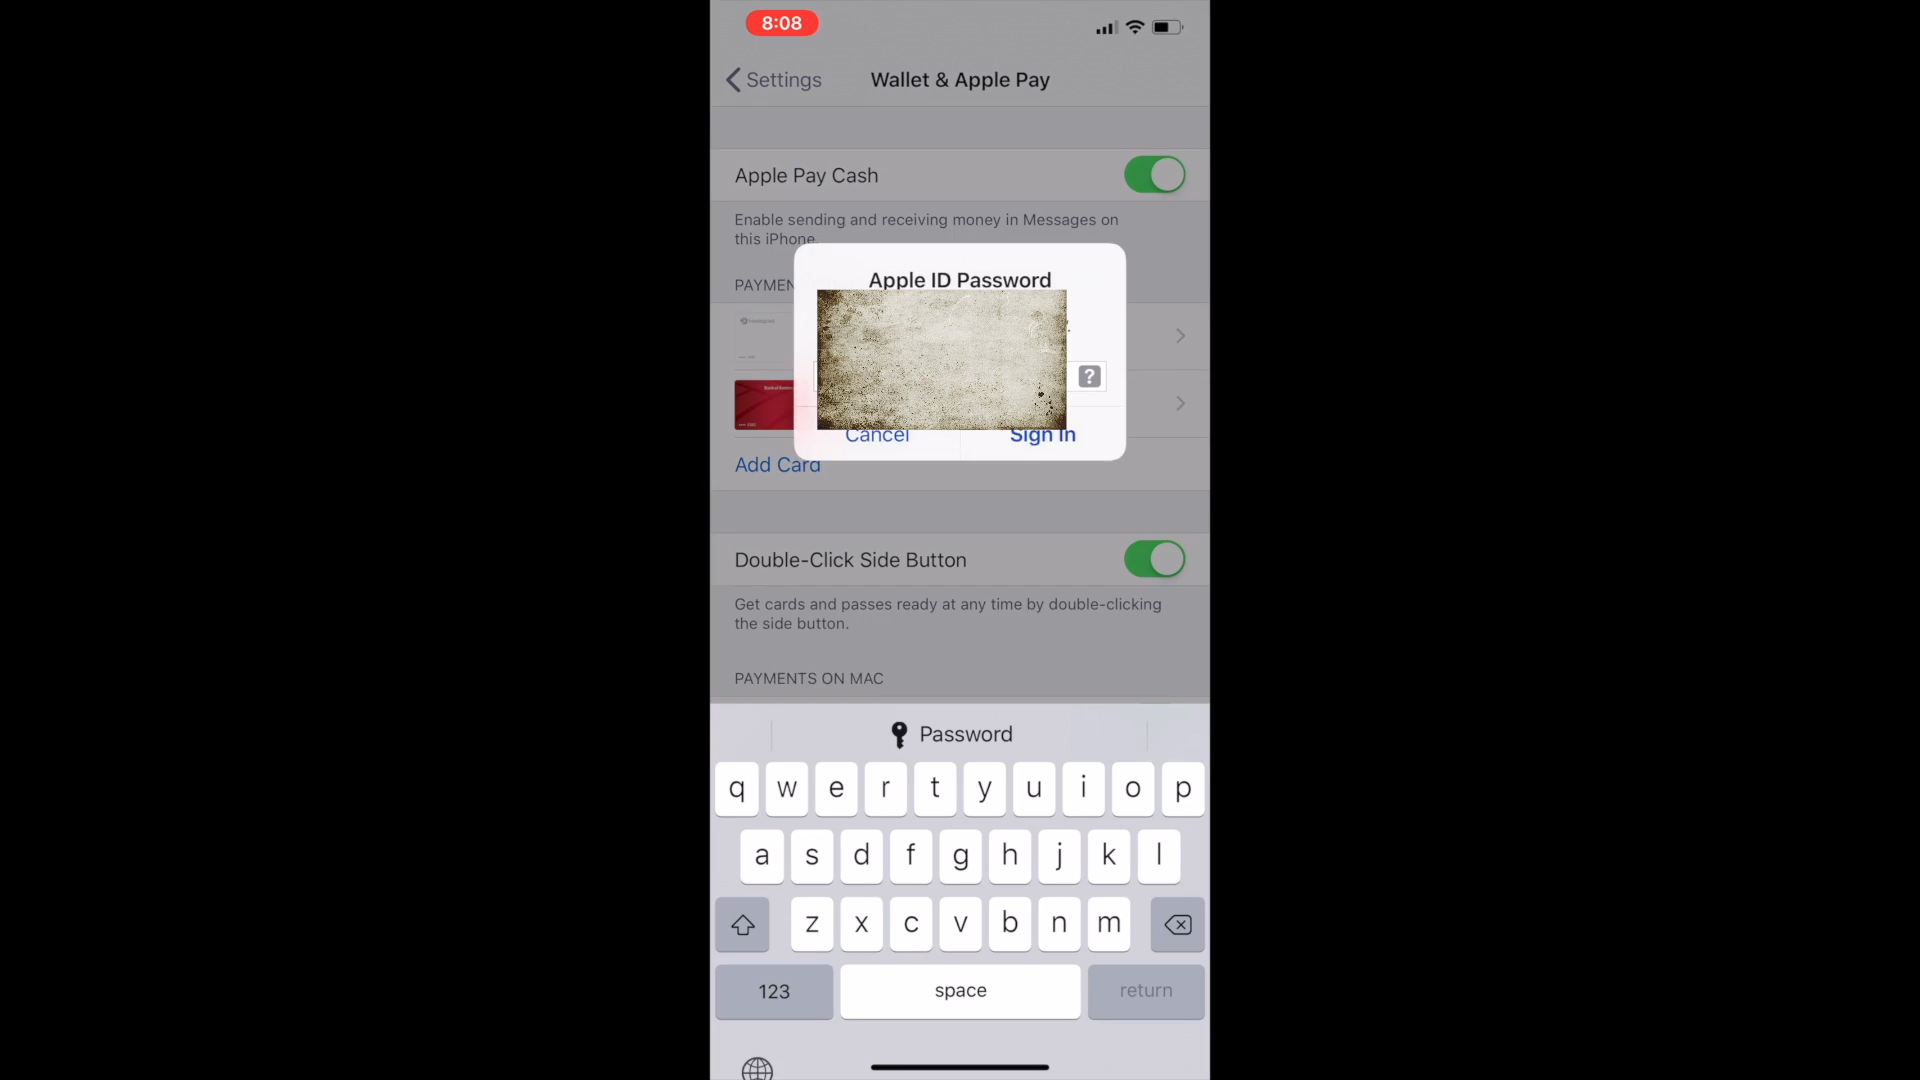 8:08
Settings
Wallet & Apple Pay
Apple Pay Cash
Enable sending and receiving money in Messages on
this iPhone.
PAYMEN
Apple ID Password
?
Cancel
Sign In
Add Card
Double-Click Side Button
Get cards and passes ready at any time by double-clicking
the side button.
PAYMENTS ON MAC
Password
q w e r t y u i o p
a s d f g h j k l
z x c v b n m
123 space return